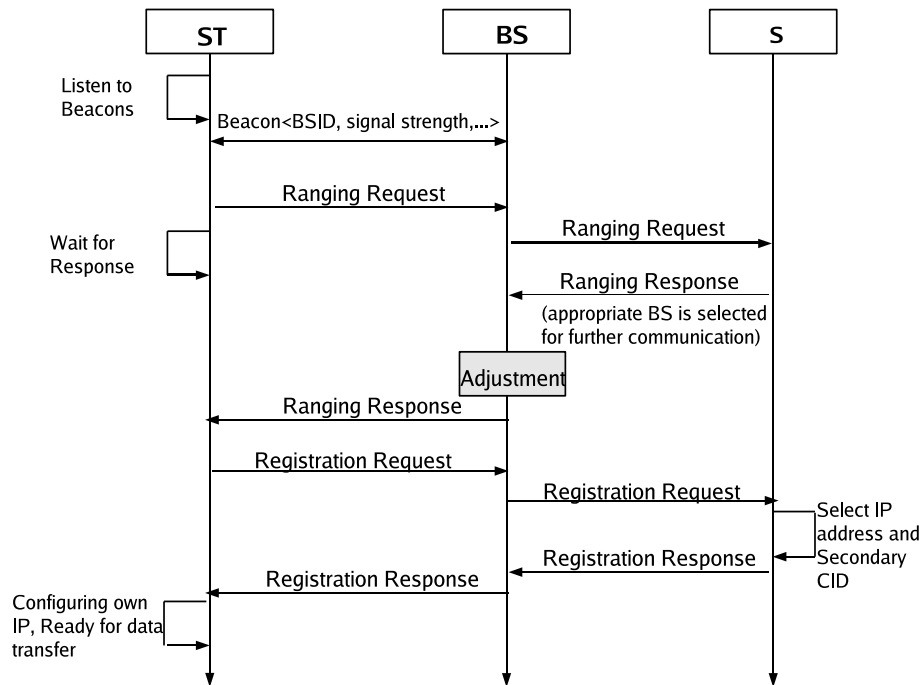 ST
BS
S
Listen to
Beacons
Beacon<BSID, signal strength,...>
Ranging Request
Wait for
Response
Ranging Request
Ranging Response
(appropriate BS is selected
for further communication)
Adjustment
Ranging Response
Registration Request
Registration Request
Select IP
address and
Secondary
CID
Registration Response
Registration Response
Configuring own
IP, Ready for data
transfer